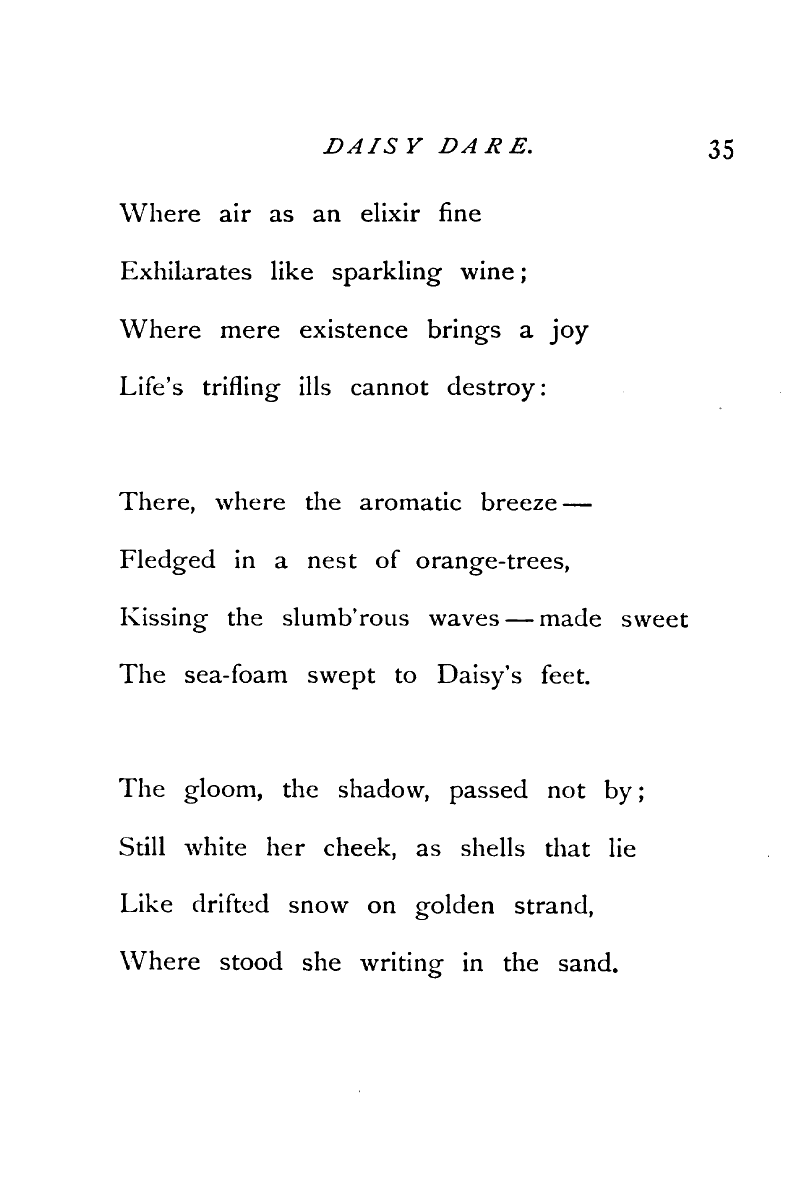 DAISY DARE. 35
Where air as an elixir fine
Exhilarates like sparkling wine;
Where mere existence brings a joy
Life's trifling ills cannot destroy:
There, where the aromatic breeze—
Fledged in a nest of orange-trees,
Kissing the slumb'rous waves—made sweet
The sea-foam swept to Daisy's feet.
The gloom, the shadow, passed not by;
Still white her cheek, as shells that lie
Like drifted snow on golden strand,
Where stood she writing in the sand.